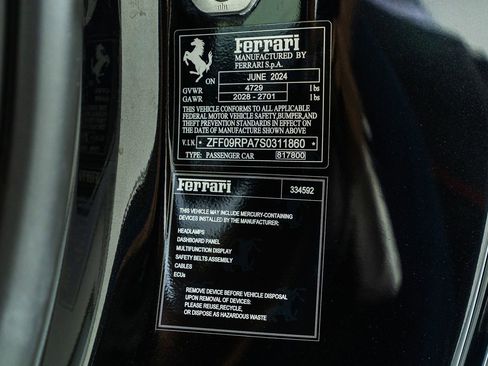 Ferrari
MANUFACTURED BY
FERRARI S.p.A.
ON JUNE 2024
GVWR 4729 lbs
GAWR 2028 - 2701 lbs
THIS VEHICLE CONFORMS TO ALL APPLICABLE
FEDERAL MOTOR VEHICLE SAFETY,BUMPER,AND
THEFT PREVENTION STANDARDS IN EFFECT ON
THE DATE OF MANUFACTURE SHOWN ABOVE
V.I.N. * ZFF09RPA7S0311860 *
TYPE: PASSENGER CAR 817800
Ferrari 334592
THIS VEHICLE MAY INCLUDE MERCURY-CONTAINING
DEVICES INSTALLED BY THE MANUFACTURER:
HEADLAMPS
DASHBOARD PANEL
MULTIFUNCTION DISPLAY
SAFETY BELTS ASSEMBLY
CABLES
ECUs
REMOVE DEVICE BEFORE VEHICLE DISPOSAL
UPON REMOVAL OF DEVICES:
PLEASE REUSE,RECYCLE,
OR DISPOSE AS HAZARDOUS WASTE